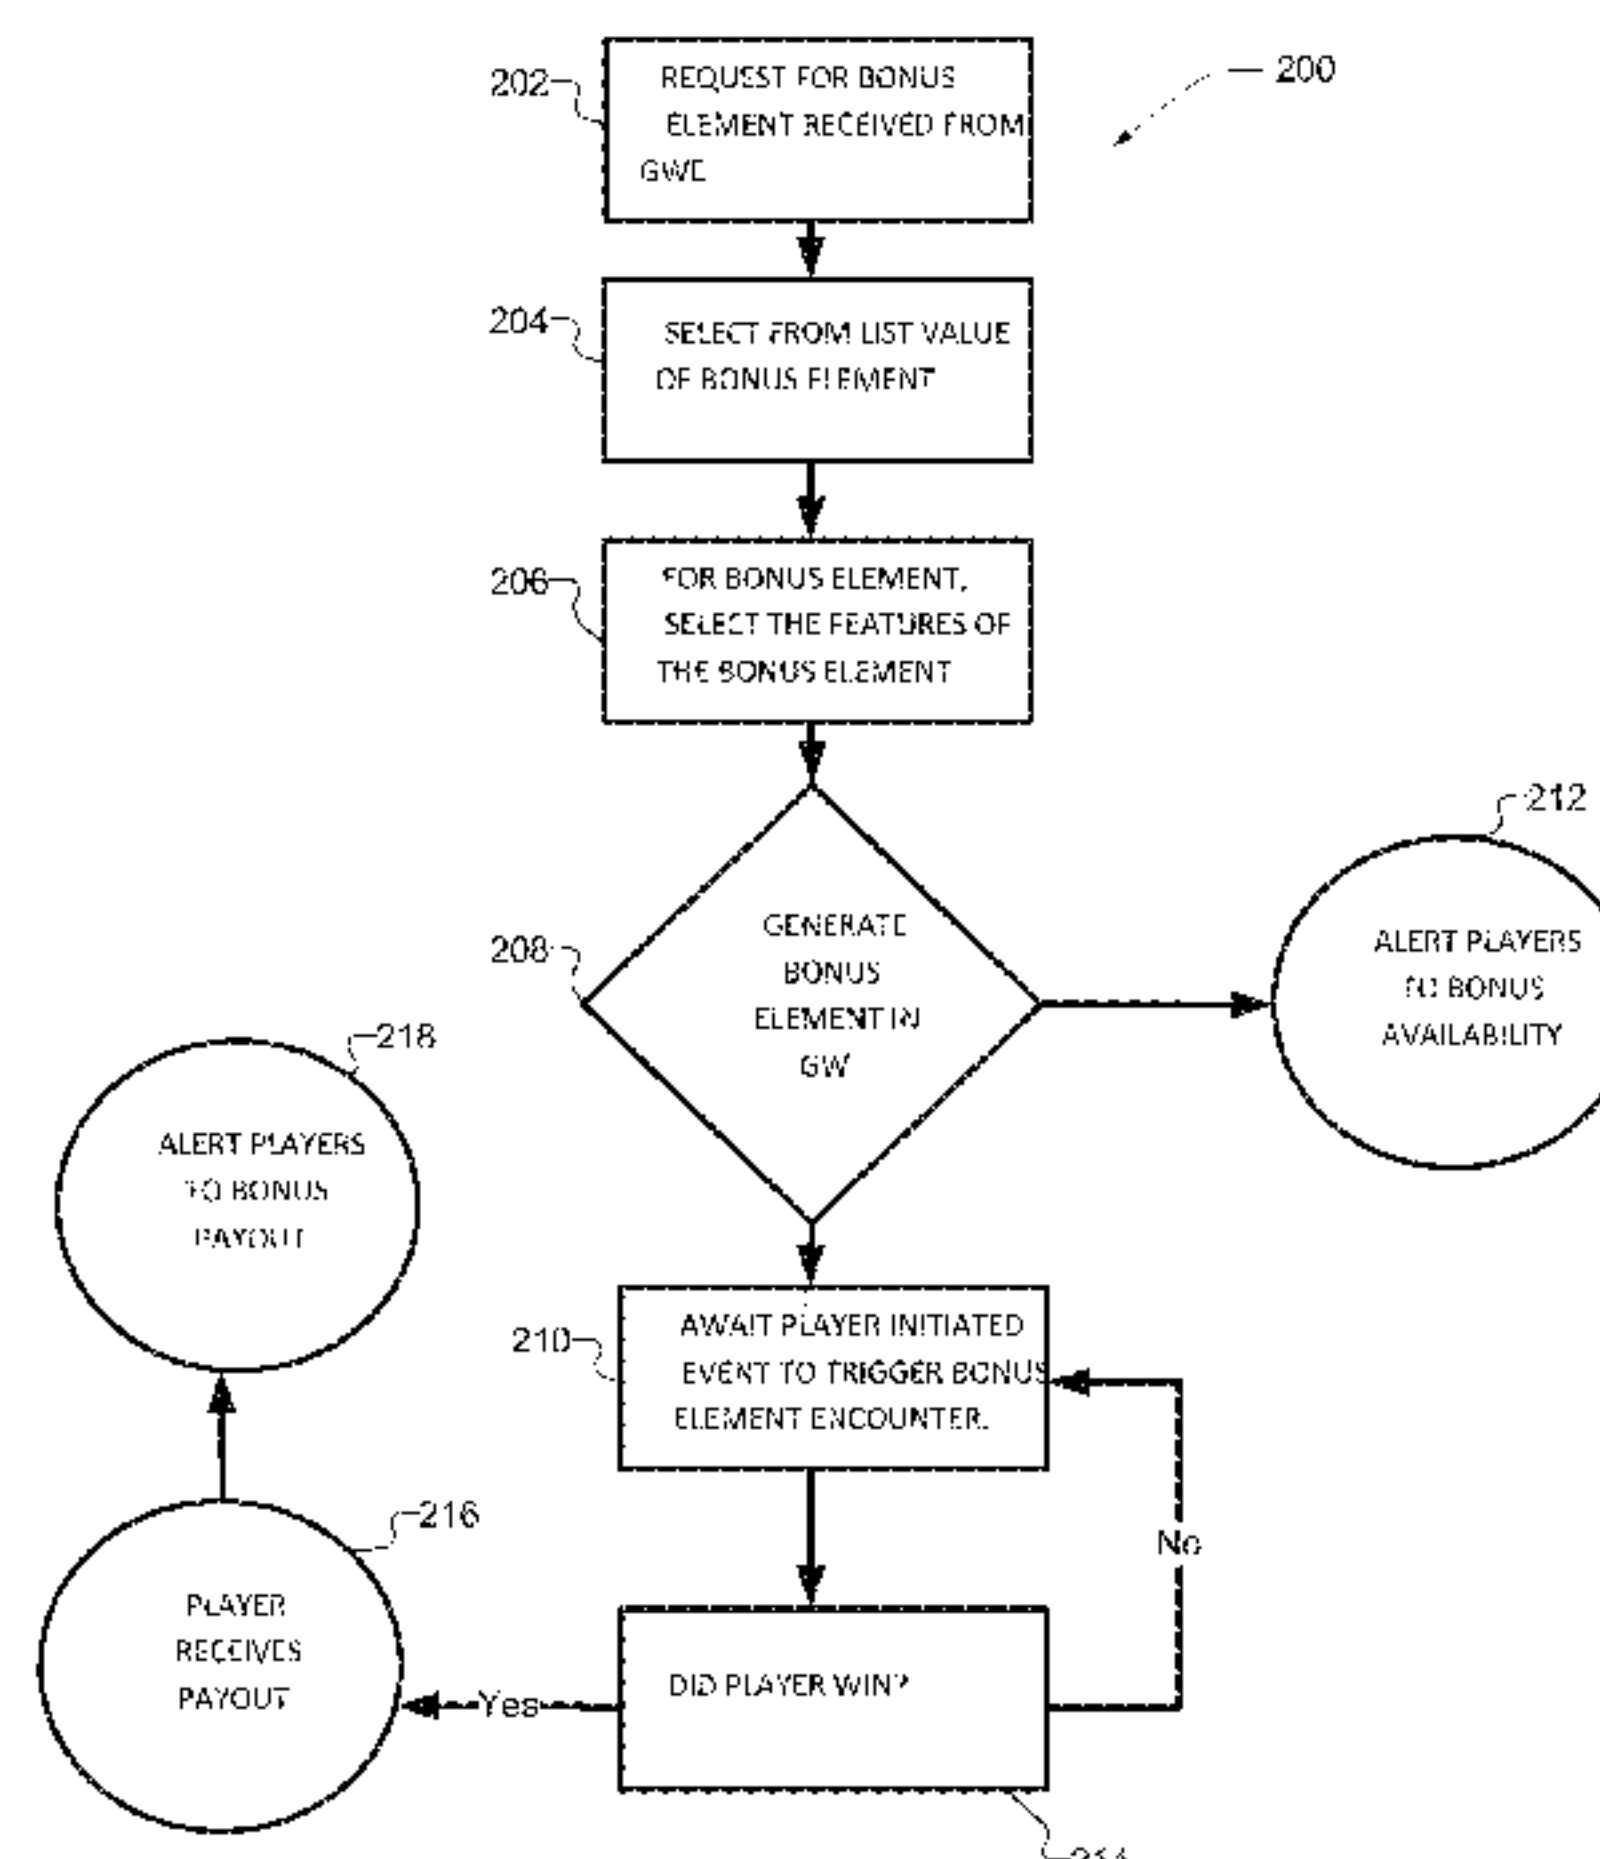 200
202
REQUEST FOR BONUS
ELEMENT RECEIVED FROM
GWE
204
SELECT FROM LIST VALUE
OF BONUS ELEMENT
206
FOR BONUS ELEMENT,
SELECT THE FEATURES OF
THE BONUS ELEMENT
208
GENERATE
BONUS
ELEMENT IN
GW
212
ALERT PLAYERS
TO BONUS
AVAILABILITY
218
ALERT PLAYERS
TO BONUS
PAYOUT
210
AWAIT PLAYER INITIATED
EVENT TO TRIGGER BONUS
ELEMENT ENCOUNTER.
216
PLAYER
RECEIVES
PAYOUT
No
Yes
DID PLAYER WIN?